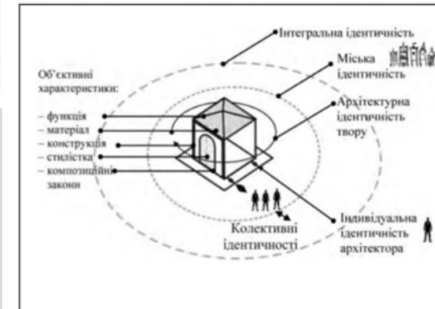 Інтегральна ідентичність
Міська
ідентичність
Об'єктивні
характеристики:
Архітектурна
ідентичність
твору
– функція
– матеріал
– конструкція
– стилістка
– композиційні
закони
Колективні
ідентичності
Індивідуальна
ідентичність
архітектора